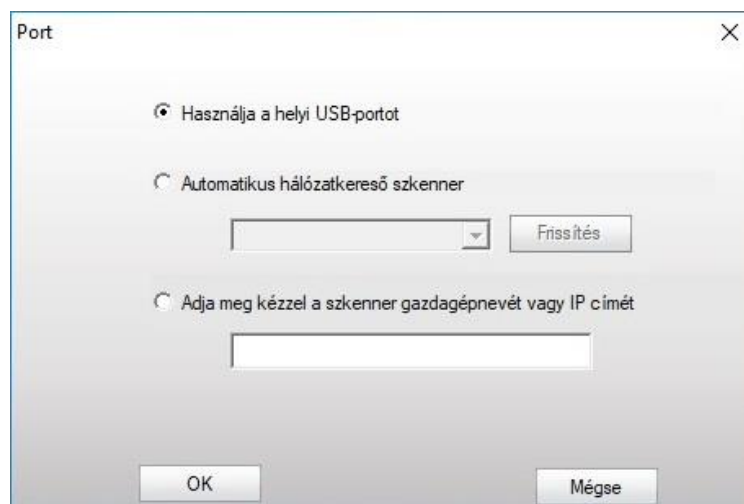 Port
Használja a helyi USB-portot
Automatikus hálózatkereső szkenner
Frissítés
Adja meg kézzel a szkenner gazdagépnevét vagy IP címét
OK
Mégse